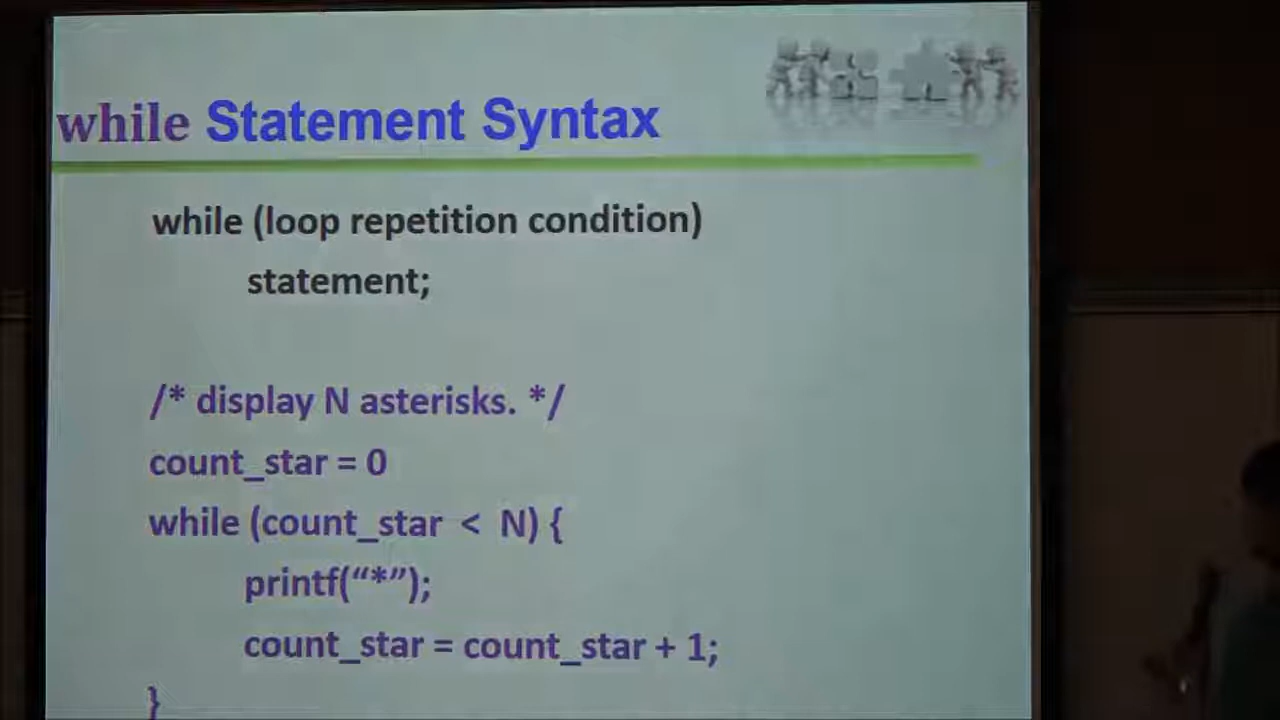 while Statement Syntax
while (loop repetition condition)
statement;
/* display N asterisks. */
count_star = 0
while (count_star < N) {
printf(“*”);
count_star = count_star + 1;
}